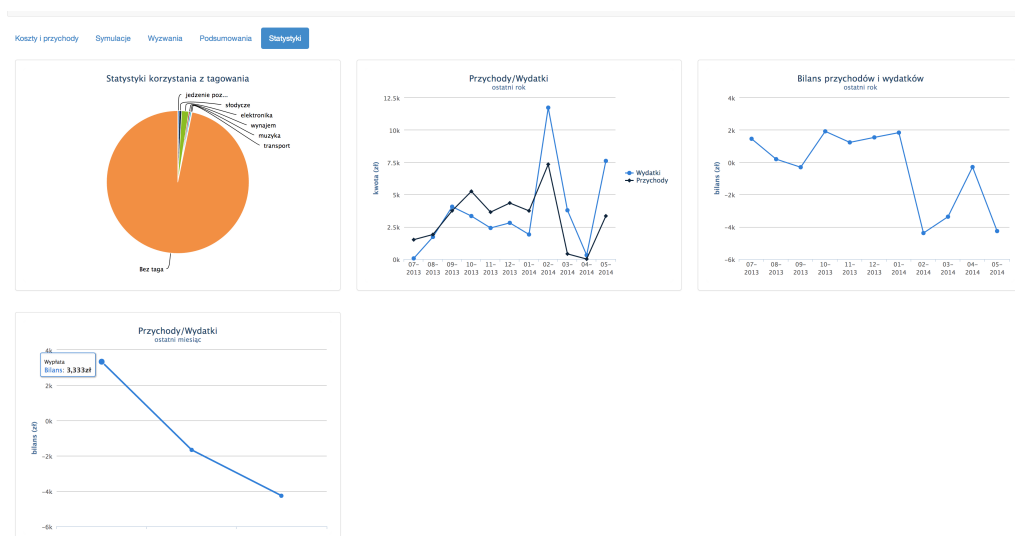 Koszty i przychody Symulacje Wyzwania Podsumowania Statystyki
Statystyki korzystania z tagowania
jedzenie poz...
słodycze
elektronika
wynajem
muzyka
transport
Bez taga
Przychody/Wydatki
ostatni rok
kwota (zł)
12.5k
10k
7.5k
5k
2.5k
0k
07-2013 08-2013 09-2013 10-2013 11-2013 12-2013 01-2014 02-2014 03-2014 04-2014 05-2014
Wydatki
Przychody
Bilans przychodów i wydatków
ostatni rok
bilans (zł)
4k
2k
0k
−2k
−4k
−6k
07-2013 08-2013 09-2013 10-2013 11-2013 12-2013 01-2014 02-2014 03-2014 04-2014 05-2014
Przychody/Wydatki
ostatni miesiąc
bilans (zł)
4k
Wypłata
Bilans: 3,333zł
2k
0k
−2k
−4k
−6k